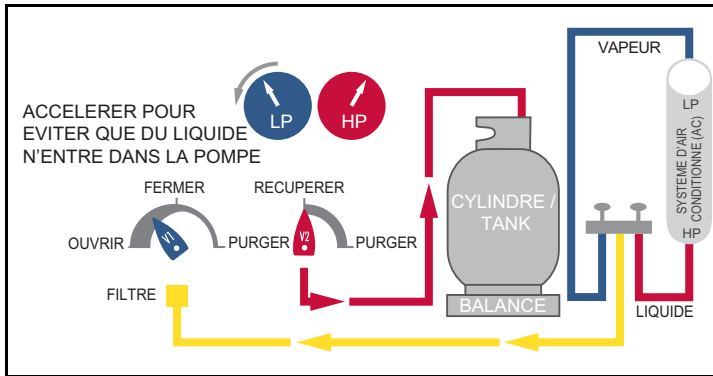 ACCELERER POUR
EVITER QUE DU LIQUIDE
N'ENTRE DANS LA POMPE
LP
HP
FERMER
OUVRIR
PURGER
V1
RECUPERER
PURGER
V2
FILTRE
CYLINDRE /
TANK
BALANCE
VAPEUR
LP
SYSTEME D'AIR
CONDITIONNE (AC)
HP
LIQUIDE